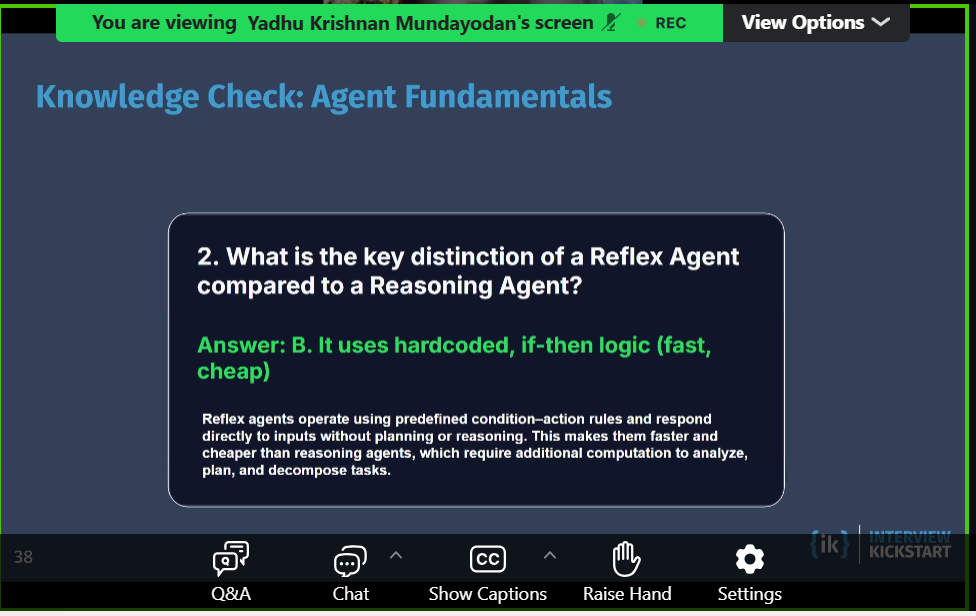 You are viewing Yadhu Krishnan Mundayodan's screen REC View Options
Knowledge Check: Agent Fundamentals
2. What is the key distinction of a Reflex Agent
compared to a Reasoning Agent?
Answer: B. It uses hardcoded, if-then logic (fast,
cheap)
Reflex agents operate using predefined condition–action rules and respond
directly to inputs without planning or reasoning. This makes them faster and
cheaper than reasoning agents, which require additional computation to analyze,
plan, and decompose tasks.
{ik} INTERVIEW
KICKSTART
38
CC
Q&A Chat Show Captions Raise Hand Settings